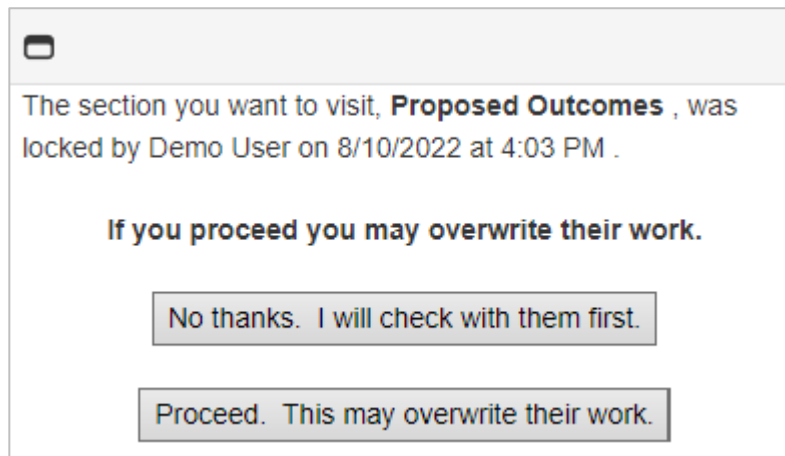 The section you want to visit, Proposed Outcomes , was
locked by Demo User on 8/10/2022 at 4:03 PM .
If you proceed you may overwrite their work.
No thanks.  I will check with them first.
Proceed.  This may overwrite their work.